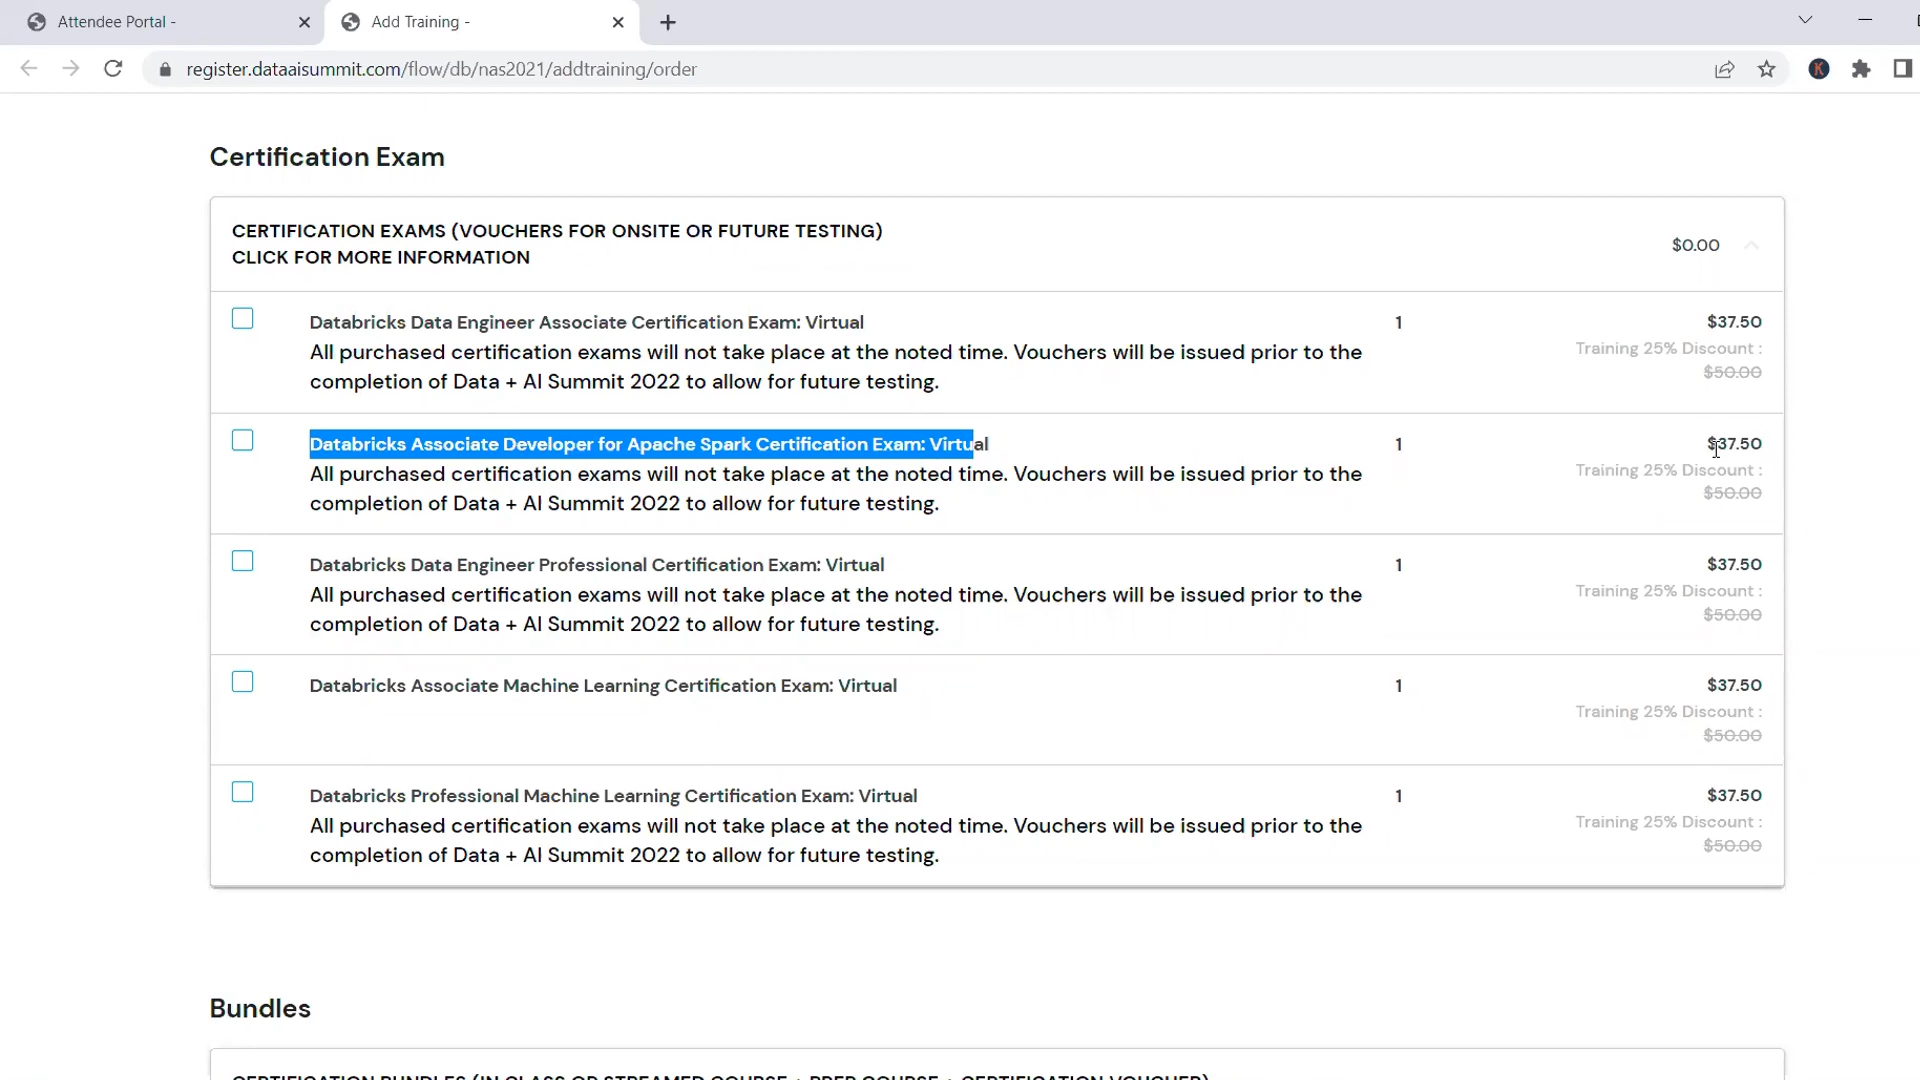 Attendee Portal -
Add Training -
register.dataaisummit.com/flow/db/nas2021/addtraining/order
K
Certification Exam
CERTIFICATION EXAMS (VOUCHERS FOR ONSITE OR FUTURE TESTING)
CLICK FOR MORE INFORMATION
$0.00
Databricks Data Engineer Associate Certification Exam: Virtual
1
$37.50
All purchased certification exams will not take place at the noted time. Vouchers will be issued prior to the
completion of Data + AI Summit 2022 to allow for future testing.
Training 25% Discount :
$50.00
Databricks Associate Developer for Apache Spark Certification Exam: Virtual
1
$37.50
All purchased certification exams will not take place at the noted time. Vouchers will be issued prior to the
completion of Data + AI Summit 2022 to allow for future testing.
Training 25% Discount :
$50.00
Databricks Data Engineer Professional Certification Exam: Virtual
1
$37.50
All purchased certification exams will not take place at the noted time. Vouchers will be issued prior to the
completion of Data + AI Summit 2022 to allow for future testing.
Training 25% Discount :
$50.00
Databricks Associate Machine Learning Certification Exam: Virtual
1
$37.50
Training 25% Discount :
$50.00
Databricks Professional Machine Learning Certification Exam: Virtual
1
$37.50
All purchased certification exams will not take place at the noted time. Vouchers will be issued prior to the
completion of Data + AI Summit 2022 to allow for future testing.
Training 25% Discount :
$50.00
Bundles
CERTIFICATION BUNDLES (IN CLASS OR STREAMED COURSE + PREP COURSE + CERTIFICATION VOUCHER)